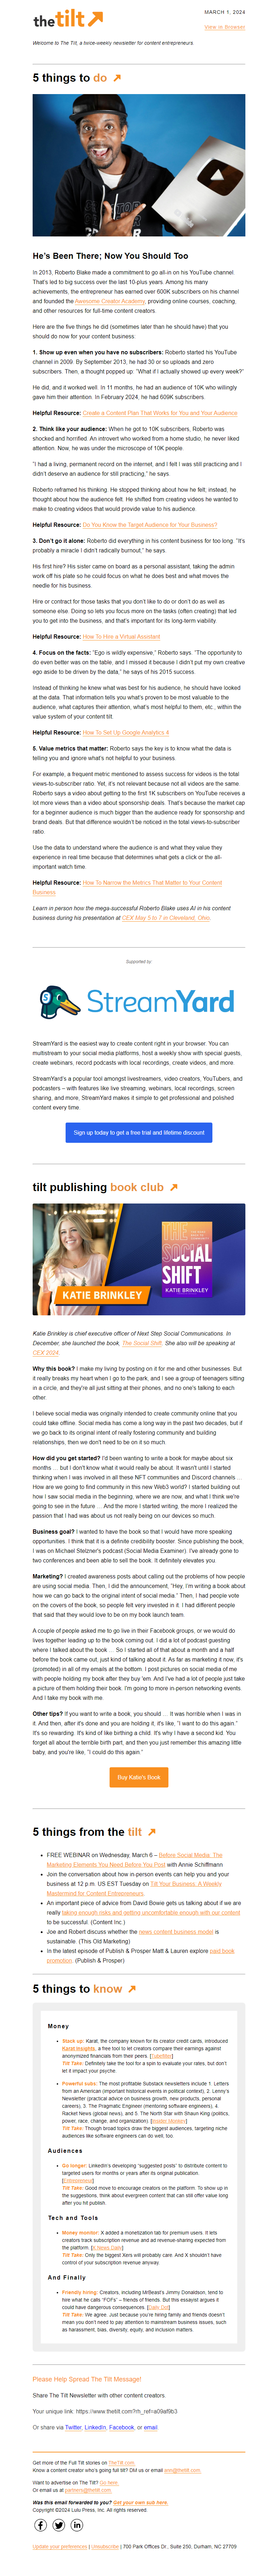 the tilt
MARCH 1, 2024
View in Browser
Welcome to The Tilt, a twice-weekly newsletter for content entrepreneurs
5 things to do
He's Been There; Now You Should Too
In 2013, Roberto Blake made a commitment to go all-in on his YouTube channel.
That's led to big success over the last 10-plus years. Among his many
achievements, the entrepreneur has earned over 600K subscribers on his channel
and founded the Awesome Creator Academy, providing online courses, coaching,
and other resources for full-time content creators.
Here are the five things he did (sometimes later than he should have) that you
should do now for your content business:
1. Show up even when you have no subscribers: Roberto started his YouTube
channel in 2009. By September 2013, he had 30 or so uploads and zero
subscribers. Then, a thought popped up: "What if I actually showed up every week?"
He did, and it worked. Well. In 11 months, he had an audience of 10K who willingly
gave him their attention. In February 2024, he had 609K subscribers.
Helpful Resource: Create a Content Plan That Works for You and Your Audience
2. Think like your audience: When he got to 10K subscribers, Roberto was
shocked and horrified. An introvert who worked from a home studio, he never liked
attention. Now, he was under the microscope of 10K people.
"I had a living, permanent record on the internet, and I felt I was still practicing and I
didn't deserve an audience for still practicing," he says.
Roberto reframed his thinking. He stopped thinking about how he felt; instead, he
thought about how the audience felt. He shifted from creating videos he wanted to
make to creating videos that would provide value to his audience.
Helpful Resource: Do You Know the Target Audience for Your Business?
3. Don't go it alone: Roberto did everything in his content business for too long. "It's
probably a miracle I didn't radically burnout," he says.
His first hire? His sister came on board as a personal assistant, taking the admin
work off his plate so he could focus on what he does best and what moves the
needle for his business.
Hire or contract for those tasks that you don't like to do or don't do as well as
someone else. Doing so lets you focus more on the tasks (often creating) that led
you to get into the business, and that's important for its long-term viability.
Helpful Resource: How To Hire a Virtual Assistant
4. Focus on the facts: "Ego is wildly expensive," Roberto says. "The opportunity to
do even better was on the table, and I missed it because I didn't put my own creative
ego aside to be driven by the data," he says of his 2015 success.
Instead of thinking he knew what was best for his audience, he should have looked
at the data. That information tells you what's proven to be most valuable to the
audience, what captures their attention, what's most helpful to them, etc., within the
value system of your content tilt.
Helpful Resource: How To Set Up Google Analytics 4
5. Value metrics that matter: Roberto says the key is to know what the data is
telling you and ignore what's not helpful to your business.
For example, a frequent metric employed to assess success for videos is the total
views-to-subscriber ratio. Yet, it's not relevant because not all videos are the same.
Roberto says a video about getting to the first 1K subscribers on YouTube receives a
lot more views than a video about sponsorship deals. That's because the market cap
for a beginner audience is much bigger than the audience ready for sponsorship and
brand deals. But that difference wouldn't be noticed in the total views-to-subscriber
ratio.
Use the data to understand where the audience is and what they value they
experience in real time because that determines what gets a click or the all-
important watch time.
Helpful Resource: How To Narrow the Metrics That Matter to Your Content
Business
Learn in person how the mega-successful Roberto Blake uses AI in his content
business during his presentation at CEX May 5 to 7 in Cleveland, Ohio.
Supported by:
StreamYard
StreamYard is the easiest way to create content, right in your browser. You can
multistream to your social media platforms, host a weekly show with special guests,
create webinars, record podcasts with local recordings, create videos, and more.
StreamYard's a popular tool amongst livestreamers, video creators, YouTubers, and
podcasters – with features like live streaming, webinars, local recordings, screen
sharing, and more, StreamYard makes it simple to get professional and polished
content every time.
Sign up today to get a free trial and lifetime discount
tilt publishing book club
THE SOCIAL SHIFT
KATIE BRINKLEY
KATIE BRINKLEY
Katie Brinkley is chief executive officer of Next Step Social Communications. In
December, she launched the book, The Social Shift. She also will be speaking at
CEX 2024.
Why this book? I make my living by posting on it for me and other businesses. But
it really breaks my heart when I go to the park, and I see a group of teenagers sitting
in a circle, and they're all just sitting at their phones, and no one's talking to each
other.
I believe social media was originally intended to create online community that you
could take offline. Social media has come a long way in the past two decades, but if
we go back to its original intent of really fostering community and building
relationships, then we wouldn't need to be on it so much.
How did you get started? I'd been wanting to write a book for maybe about six
months … but I don't know what it would really be about. It wasn't until I started
thinking when I was involved in all these NFT communities and Discord channels …
How are we going to find community in this new Web3 world? I started building out
how I saw social media in the beginning, where we are now, and what I think we're
going to see in the future … And the more I started writing, the more I realized the
passion that I had was about us not really being on our devices so much.
Business goal? I wanted to have the book so that I would have more speaking
opportunities. I think that it is a definite credibility booster. Since publishing the book,
I was on Michael Stelzner's podcast (Social Media Examiner). I've already gone to
two conferences and been able to sell the book. It definitely elevates you.
Marketing? I created awareness posts about calling out the problems of how people
are using social media. Then, I did the announcement, "Hey, I'm writing a book about
how we need to go back to the original intent of social media." Then, I had people vote
on the covers of the book, so people felt very invested in it. I had different people
that said they would love to be on my book launch team.
A couple of people asked me to go live in their Facebook groups, or we would do
lives together leading up to the book coming out. I did a lot of podcast guesting
where I talked about the book … So I started all of that about a month and a half
before the book came out, just kind of talking about it. As far as marketing it now, it's
(promoted) in all of my emails at the bottom. I post pictures on social media of me
with people holding my book after they buy 'em. And I've had a lot of people just take
a picture of them holding their book. I'm going to more in-person networking events.
And I take my book with me.
Other tips? If you want to write a book, you should … It was horrible when I was in
it. And then, after it's done and you are holding it, it's like, "I want to do this again."
It's so rewarding. It's kind of like birthing a child. It's why I have a second kid. You
forget all about the terrible birth part, and then you just remember this amazing little
baby, and you're like, "I could do this again."
Buy Katie's Book
5 things from the tilt
• FREE WEBINAR on Wednesday, March 6 – Before Social Media: The
Marketing Elements You Need Before You Post with Anne Schiffmann.
• Join the conversation about how in-person events can help you and your
business at 12 p.m. US EST Tuesday on Tilt Your Business: A Weekly
Mastermind for Content Entrepreneurs.
• An important piece of advice from David Bowie gets us talking about if we are
really taking enough risks and getting uncomfortable enough with our content
to be successful. (Content Inc.)
• Joe and Robert discuss whether the news content business model is
sustainable. (This Old Marketing)
• In the latest episode of Publish & Prosper Matt & Lauren explore paid book
promotion. (Publish & Prosper)
5 things to know
Money
• Stack up: Karat, the company known for its creator credit cards, introduced
Karat Insights, a free tool to let creators compare their earnings against
anonymized financials from their peers. [Tubefilter]
Tilt Take: Definitely take the tool for a spin to evaluate your rates, but don't
let it impact your psyche.
• Powerful subs: The most profitable Substack newsletters include 1. Letters
from an American (important historical events in political context), 2. Lenny's
Newsletter (practical advice on business growth, new products, personal
growth), 3. The Pragmatic Engineer (mentoring software engineers), 4.
Racket News (global news), and 5. The North Star with Shaun King (politics,
power, race, change, and organization). [Insider Monkey]
Tilt Take: Though broad topics draw the biggest audiences, targeting niche
audiences like software engineers can do well, too.
Audiences
• Go longer: LinkedIn's developing "suggested posts" to distribute content to
targeted users for months or years after its original publication.
[Entrepreneur]
Tilt Take: Good move to encourage creators on the platform. To show up in
the suggestions, think about evergreen content that can still offer value long
after you hit publish.
Tech and Tools
• Money monitor: X added a monetization tab for premium users. It lets
creators track subscription revenue and ad revenue-sharing expected for
the platform. [X News Daily]
Tilt Take: Only the biggest Xers will probably care. And X shouldn't have
control of your subscription revenue anyway.
And Finally
• Friendly hiring: Creators, including MrBeast's Jimmy Donaldson, tend to
hire what he calls "FOFs" – friends of friends. But this essayist argues it
could have dangerous consequences. [Daily Dot]
Tilt Take: We agree. Just because you're hiring family and friends doesn't
mean you don't need to pay attention to mainstream business issues, such
as harassment, bias, diversity, equity, and inclusion matters.
Please Help Spread The Tilt Message!
Share The Tilt Newsletter with other content creators.
Your unique link: https://www.thetilt.com?rh_ref=a09af9b3
Or share via Twitter, LinkedIn, Facebook, or email.
Get more of the Full Tilt stories on TheTilt.com.
Know a content creator who's going full tilt? DM us or email ann@thetilt.com.
Want to advertise on The Tilt? Go here.
Or email us at partners@thetilt.com.
Was this email forwarded to you? Get your own sub here.
Copyright ©2024 Lulu Press, Inc. All rights reserved.
Update your preferences | Unsubscribe | 700 Park Offices Dr., Suite 250, Durham, NC 27709